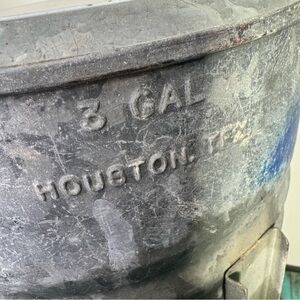 3 GAL
HOUSTON, TEX.